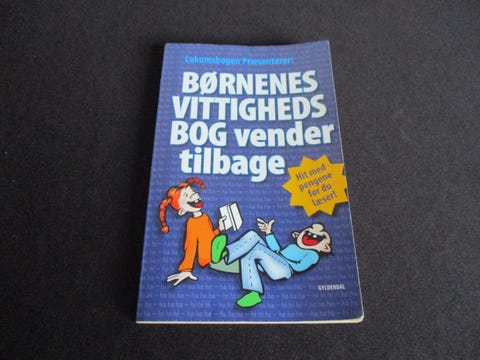 Lokumsbogen Præsenterer:
BØRNENES
VITTIGHEDS
BOG vender
tilbage
Hit med
pengene
før du
læser!
GYLDENDAL